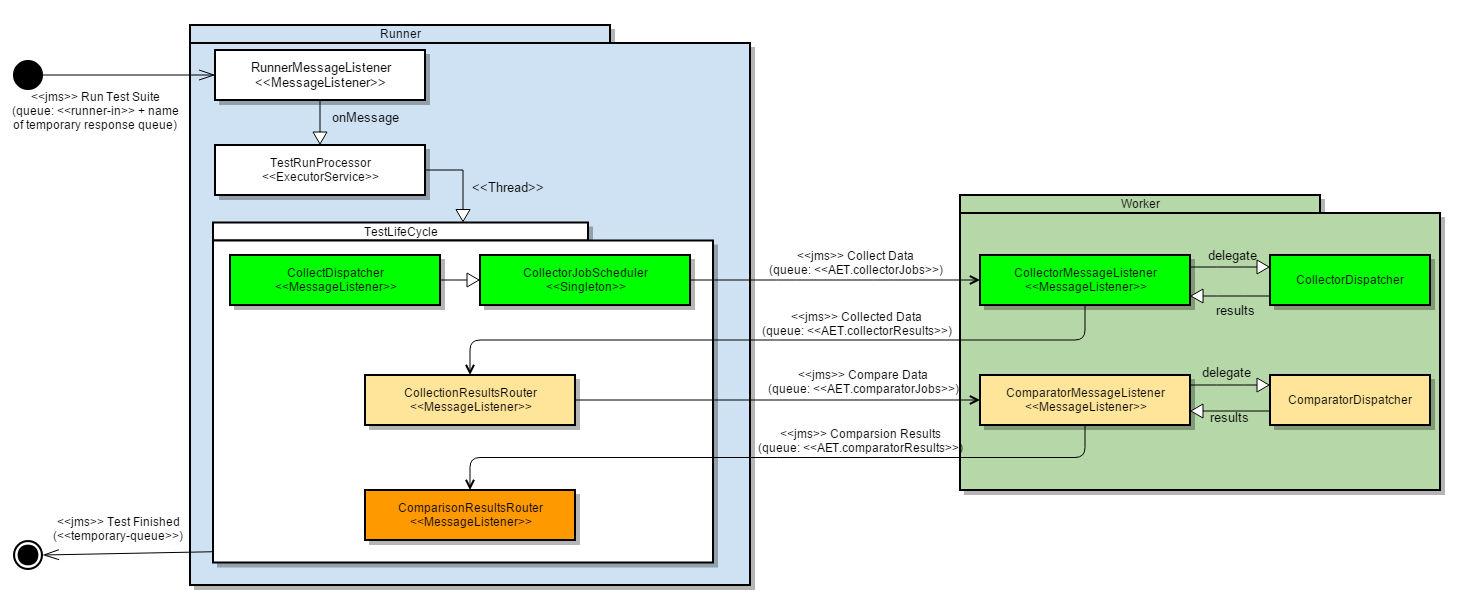 Runner
RunnerMessageListener
<<MessageListener>>
<<jms>> Run Test Suite
(queue: <<runner-in>> + name
of temporary response queue)
onMessage
TestRunProcessor
<<ExecutorService>>
<<Thread>>
TestLifeCycle
CollectDispatcher
<<MessageListener>>
CollectorJobScheduler
<<Singleton>>
<<jms>> Collect Data
(queue: <<AET.collectorJobs>>)
Worker
CollectorMessageListener
<<MessageListener>>
delegate
results
CollectorDispatcher
<<jms>> Collected Data
(queue: <<AET.collectorResults>>)
CollectionResultsRouter
<<MessageListener>>
<<jms>> Compare Data
(queue: <<AET.comparatorJobs>>)
ComparatorMessageListener
<<MessageListener>>
delegate
results
ComparatorDispatcher
<<jms>> Comparsion Results
(queue: <<AET.comparatorResults>>)
ComparisonResultsRouter
<<MessageListener>>
<<jms>> Test Finished
(<<temporary-queue>>)